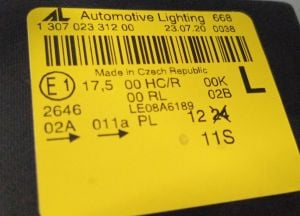 AL Automotive Lighting 668
1 307 023 312 00 23.07.20 0038
Made in Czech Republic
E1 17,5 00 HC/R 00K L
00 RL 02B
2646 LE08A6189
02A 011a PL 12 24
11S